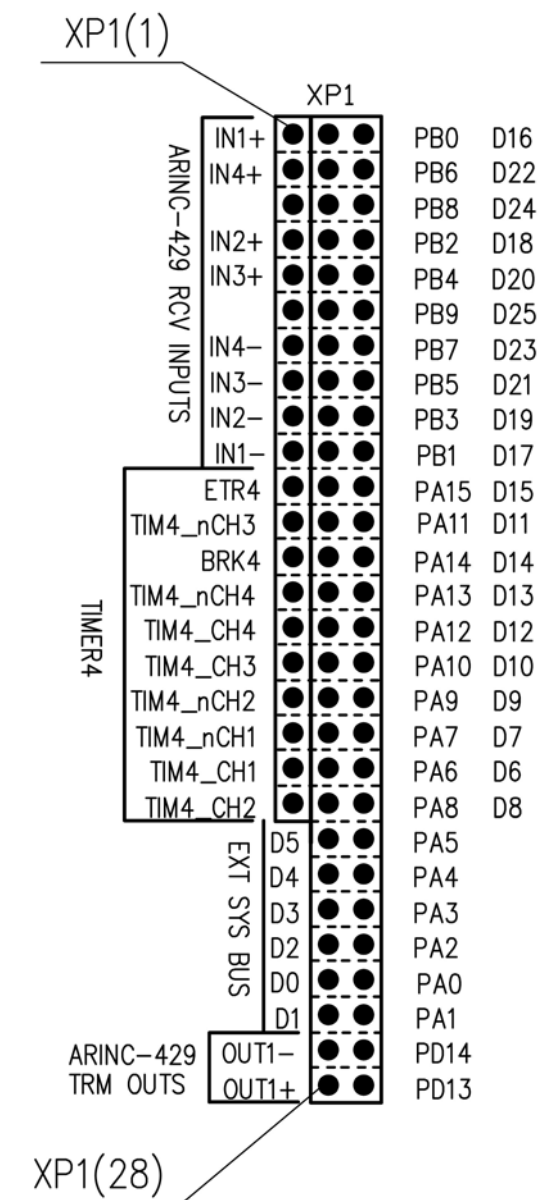 XP1(1)
XP1
IN1+ PB0 D16
IN4+ PB6 D22
PB8 D24
IN2+ PB2 D18
IN3+ PB4 D20
PB9 D25
IN4− PB7 D23
IN3− PB5 D21
IN2− PB3 D19
IN1− PB1 D17
ARINC−429 RCV INPUTS
ETR4 PA15 D15
TIM4_nCH3 PA11 D11
BRK4 PA14 D14
TIM4_nCH4 PA13 D13
TIM4_CH4 PA12 D12
TIM4_CH3 PA10 D10
TIM4_nCH2 PA9 D9
TIM4_nCH1 PA7 D7
TIM4_CH1 PA6 D6
TIM4_CH2 PA8 D8
TIMER4
D5 PA5
D4 PA4
D3 PA3
D2 PA2
D0 PA0
D1 PA1
EXT SYS BUS
ARINC−429
TRM OUTS
OUT1− PD14
OUT1+ PD13
XP1(28)